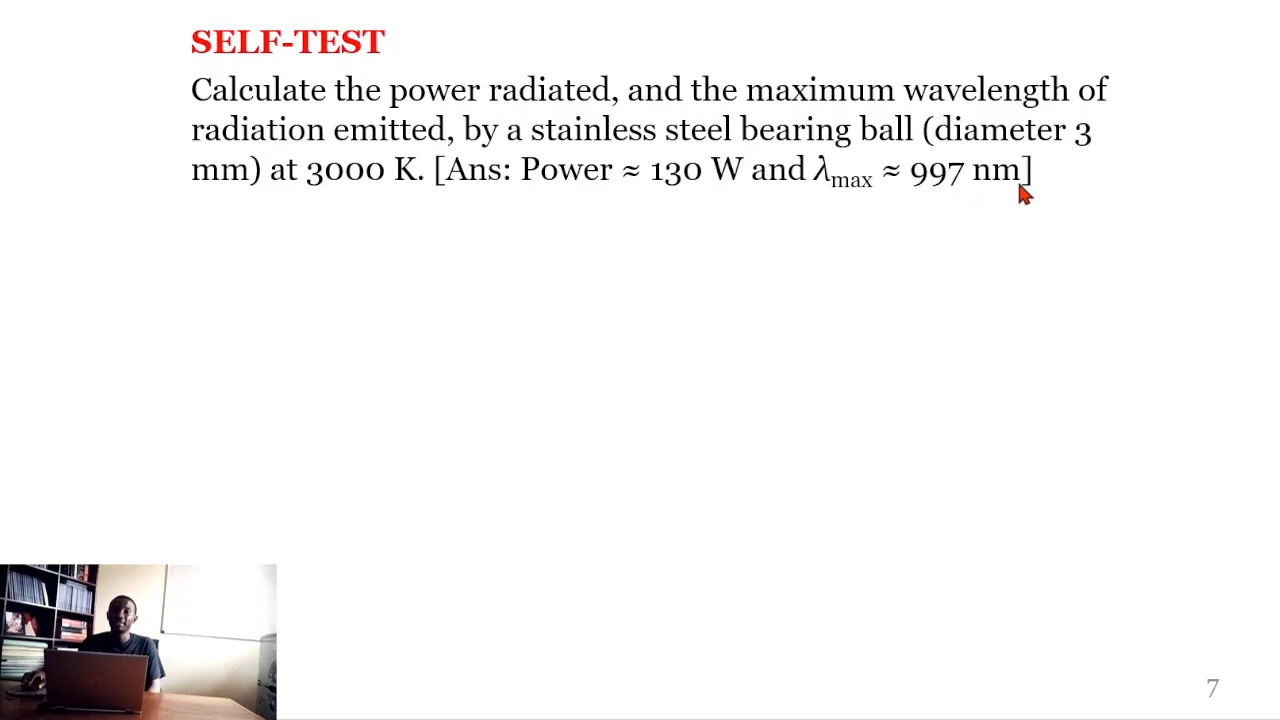 SELF-TEST
Calculate the power radiated, and the maximum wavelength of
radiation emitted, by a stainless steel bearing ball (diameter 3
mm) at 3000 K. [Ans: Power ≈ 130 W and λmax ≈ 997 nm]
7